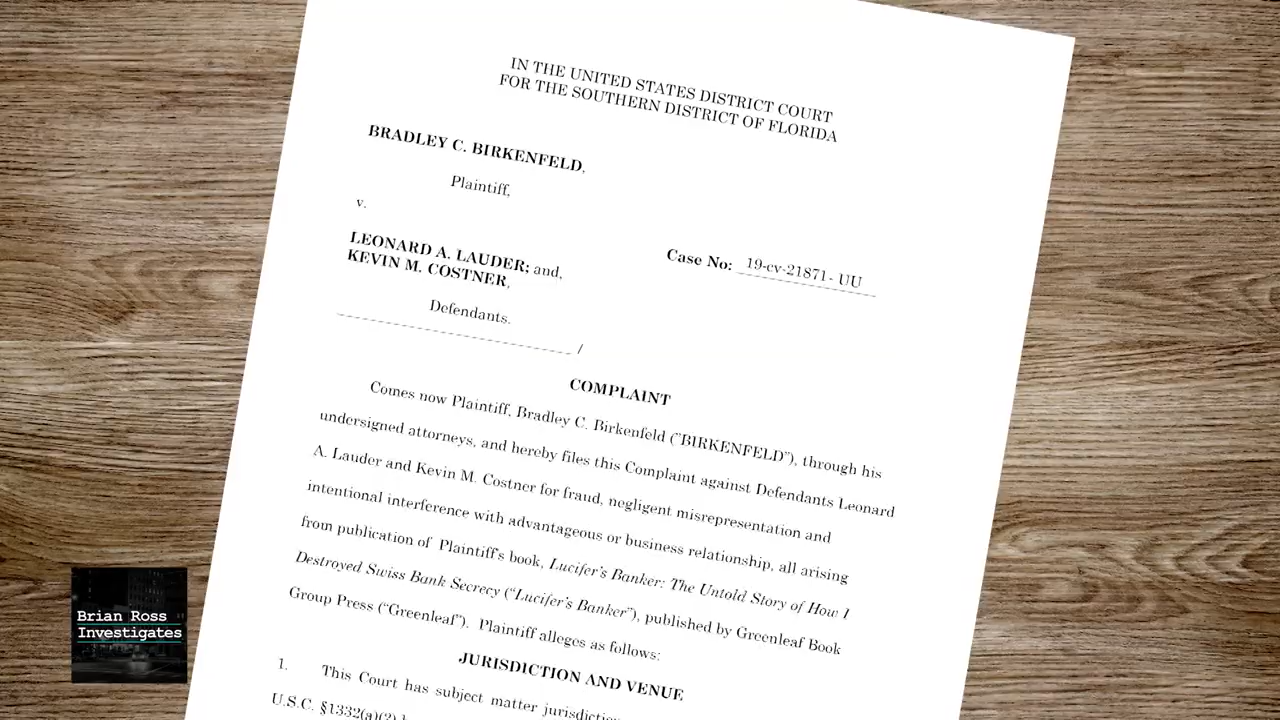 IN THE UNITED STATES DISTRICT COURT
FOR THE SOUTHERN DISTRICT OF FLORIDA
BRADLEY C. BIRKENFELD,
Plaintiff,
v.
LEONARD A. LAUDER; and,
KEVIN M. COSTNER,
Case No: 19-cv-21871- UU
Defendants.
/
COMPLAINT
Comes now Plaintiff, Bradley C. Birkenfeld ("BIRKENFELD"), through his
undersigned attorneys, and hereby files this Complaint against Defendants Leonard
A. Lauder and Kevin M. Costner for fraud, negligent misrepresentation and
intentional interference with advantageous or business relationship, all arising
from publication of Plaintiff's book, Lucifer's Banker: The Untold Story of How I
Destroyed Swiss Bank Secrecy ("Lucifer's Banker"), published by Greenleaf Book
Group Press ("Greenleaf"). Plaintiff alleges as follows:
JURISDICTION AND VENUE
1. This Court has subject matter
U.S.C. §1332(a)(2)
Brian Ross
Investigates